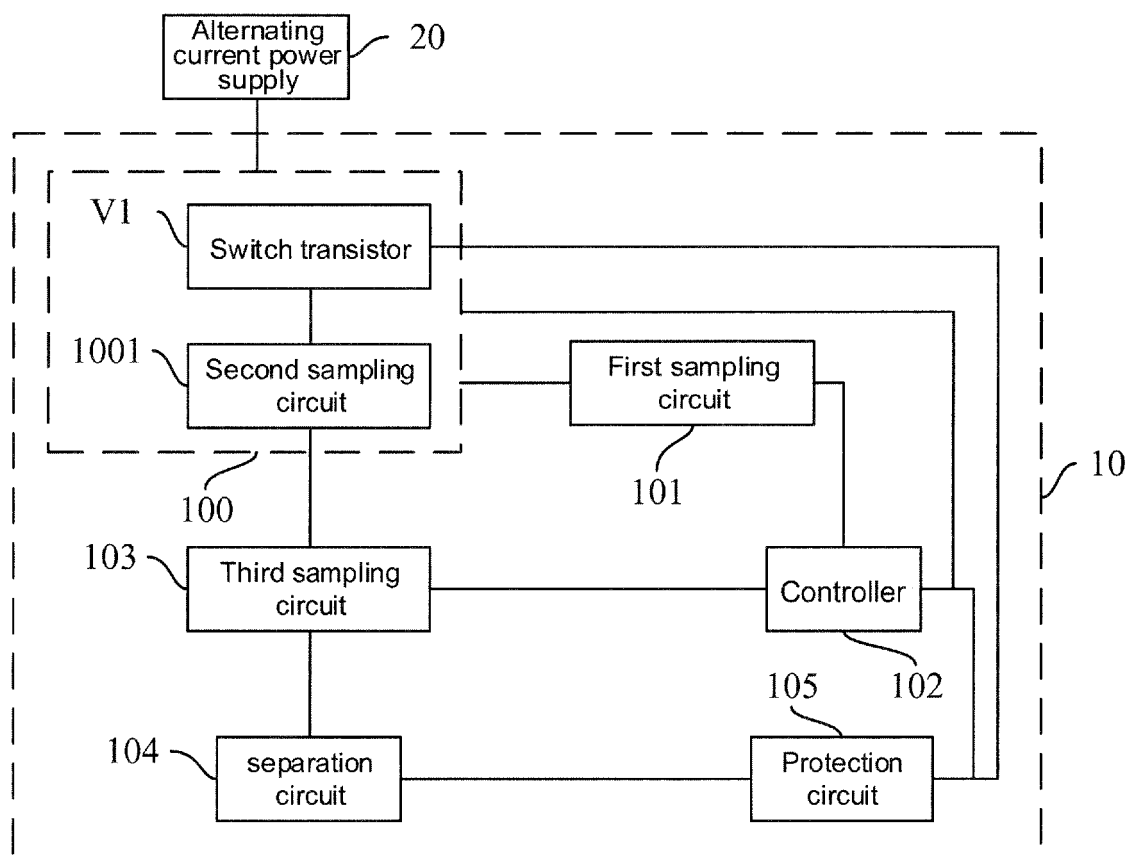 Alternating
current power
supply
20
V1
Switch transistor
1001
Second sampling
circuit
First sampling
circuit
100
101
10
103
Third sampling
circuit
Controller
102
105
104
separation
circuit
Protection
circuit